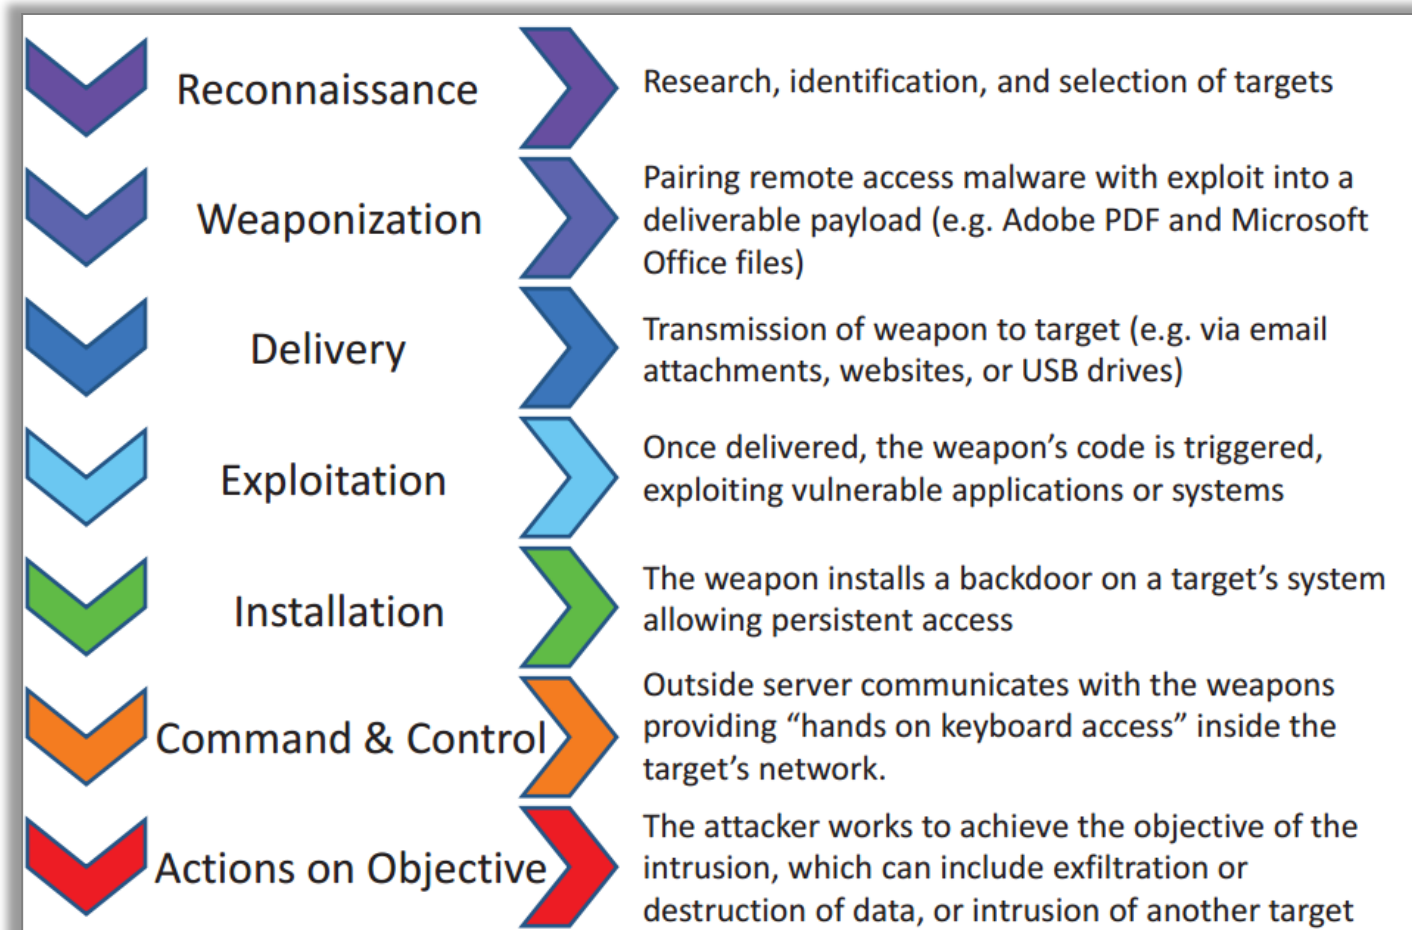 Reconnaissance
Research, identification, and selection of targets
Weaponization
Pairing remote access malware with exploit into a
deliverable payload (e.g. Adobe PDF and Microsoft
Office files)
Delivery
Transmission of weapon to target (e.g. via email
attachments, websites, or USB drives)
Exploitation
Once delivered, the weapon’s code is triggered,
exploiting vulnerable applications or systems
Installation
The weapon installs a backdoor on a target’s system
allowing persistent access
Command & Control
Outside server communicates with the weapons
providing “hands on keyboard access” inside the
target’s network.
Actions on Objective
The attacker works to achieve the objective of the
intrusion, which can include exfiltration or
destruction of data, or intrusion of another target